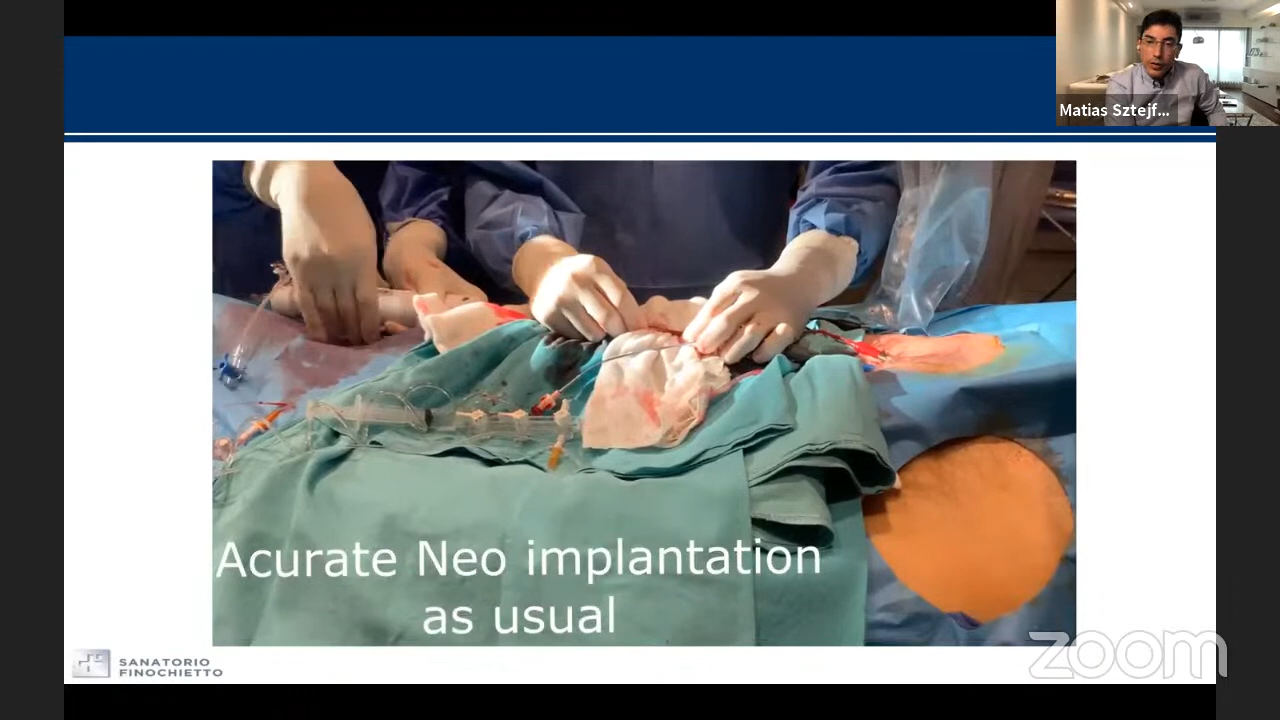 Matias Sztejf...
Acurate Neo implantation
as usual
SANATORIO
FINOCHIETTO
zoom